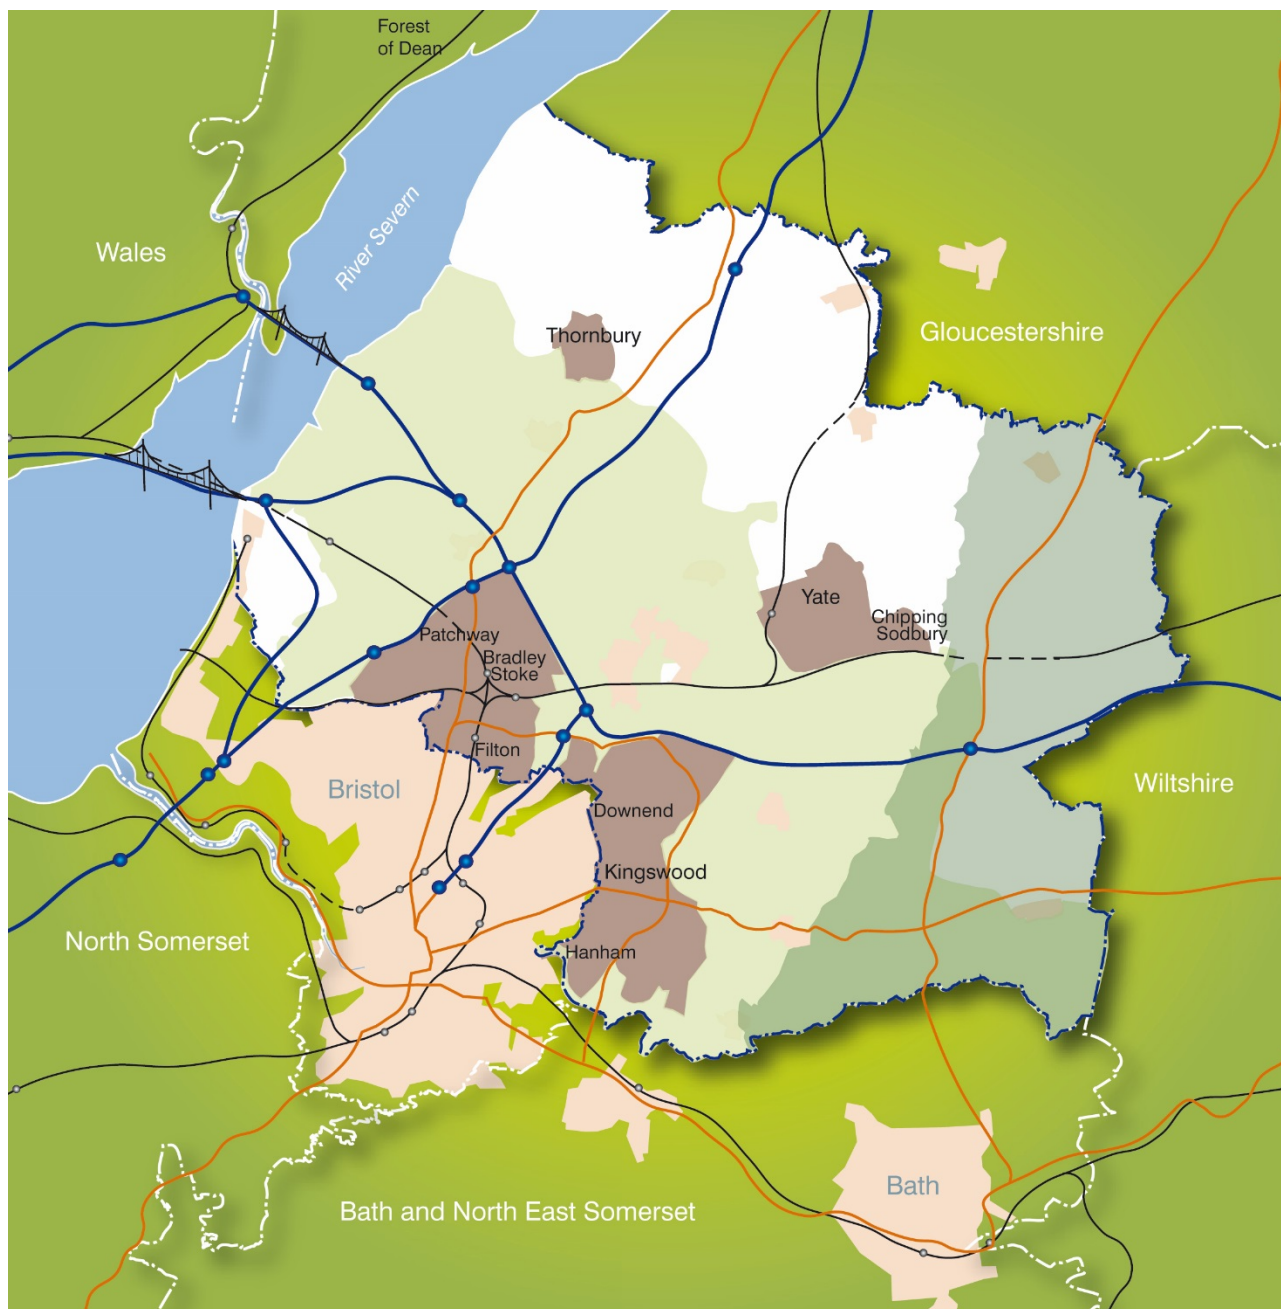 Forest
of Dean
River Severn
Wales
Thornbury
Gloucestershire
Yate
Chipping
Sodbury
Patchway
Bradley
Stoke
Filton
Bristol
Wiltshire
Downend
Kingswood
North Somerset
Hanham
Bath
Bath and North East Somerset